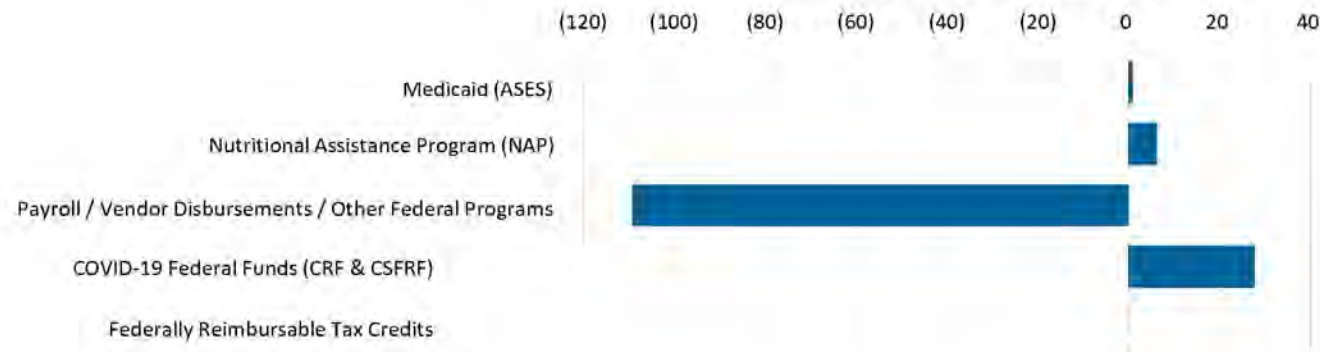 (120) (100) (80) (60) (40) (20) 0 20 40
Medicaid (ASES)
Nutritional Assistance Program (NAP)
Payroll / Vendor Disbursements / Other Federal Programs
COVID-19 Federal Funds (CRF & CSFRF)
Federally Reimbursable Tax Credits